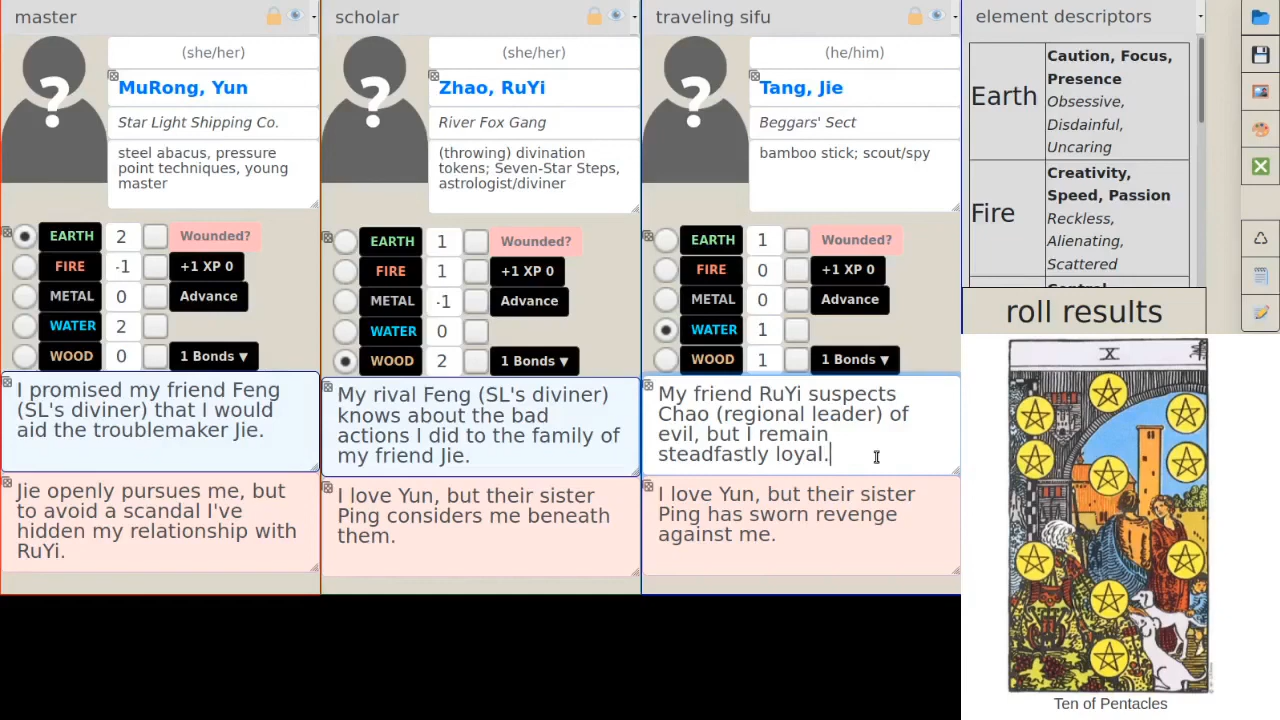 master
(she/her)
MuRong, Yun
Star Light Shipping Co.
steel abacus, pressure
point techniques, young
master
EARTH 2 Wounded?
FIRE -1 +1 XP 0
METAL 0 Advance
WATER 2
WOOD 0 1 Bonds ▼
I promised my friend Feng
(SL's diviner) that I would
aid the troublemaker Jie.
Jie openly pursues me, but
to avoid a scandal I've
hidden my relationship with
RuYi.
scholar
(she/her)
Zhao, RuYi
River Fox Gang
(throwing) divination
tokens; Seven-Star Steps,
astrologist/diviner
EARTH 1 Wounded?
FIRE 1 +1 XP 0
METAL -1 Advance
WATER 0
WOOD 2 1 Bonds ▼
My rival Feng (SL's diviner)
knows about the bad
actions I did to the family of
my friend Jie.
I love Yun, but their sister
Ping considers me beneath
them.
traveling sifu
(he/him)
Tang, Jie
Beggars' Sect
bamboo stick; scout/spy
EARTH 1 Wounded?
FIRE 0 +1 XP 0
METAL 0 Advance
WATER 1
WOOD 1 1 Bonds ▼
My friend RuYi suspects
Chao (regional leader) of
evil, but I remain
steadfastly loyal.
I love Yun, but their sister
Ping has sworn revenge
against me.
element descriptors
Earth
Caution, Focus,
Presence
Obsessive,
Disdainful,
Uncaring
Fire
Creativity,
Speed, Passion
Reckless,
Alienating,
Scattered
roll results
X
Ten of Pentacles